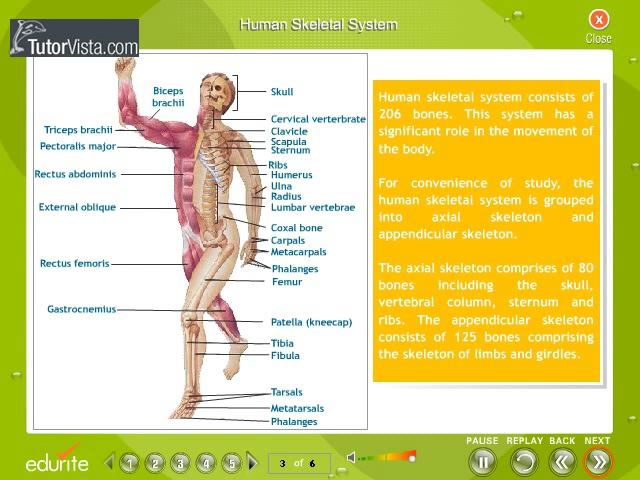 Human Skeletal System
Close
TutorVista.com
Biceps
brachii
Triceps brachii
Pectoralis major
Rectus abdominis
External oblique
Rectus femoris
Gastrocnemius
Skull
Cervical verterbrate
Clavicle
Scapula
Sternum
Ribs
Humerus
Ulna
Radius
Lumbar vertebrae
Coxal bone
Carpals
Metacarpals
Phalanges
Femur
Patella (kneecap)
Tibia
Fibula
Tarsals
Metatarsals
Phalanges
Human skeletal system consists of
206 bones. This system has a
significant role in the movement of
the body.
For convenience of study, the
human skeletal system is grouped
into axial skeleton and
appendicular skeleton.
The axial skeleton comprises of 80
bones including the skull,
vertebral column, sternum and
ribs. The appendicular skeleton
consists of 125 bones comprising
the skeleton of limbs and girdles.
edurite
1 2 3 4 5
3 of 6
PAUSE REPLAY BACK NEXT